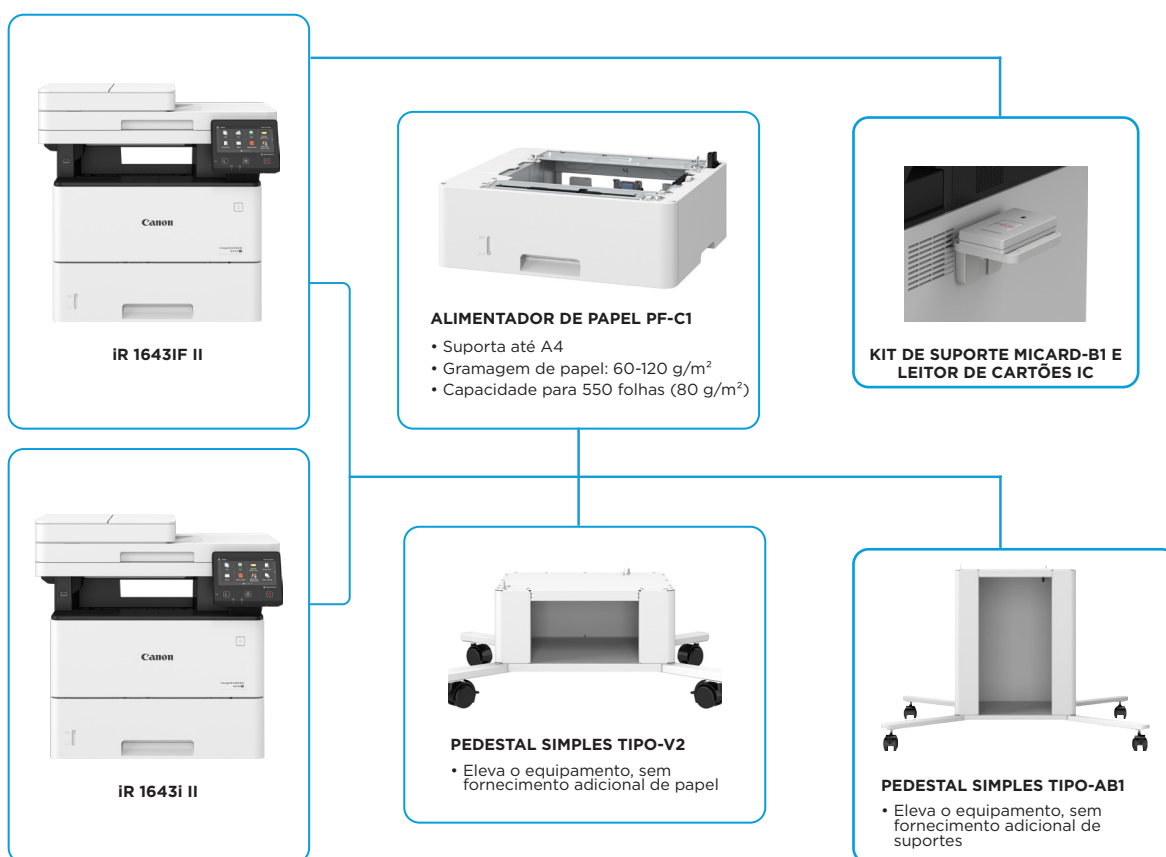 Canon
iR 1643IF II
ALIMENTADOR DE PAPEL PF-C1
• Suporta até A4
• Gramagem de papel: 60-120 g/m²
• Capacidade para 550 folhas (80 g/m²)
KIT DE SUPORTE MICARD-B1 E
LEITOR DE CARTÕES IC
Canon
iR 1643i II
PEDESTAL SIMPLES TIPO-V2
• Eleva o equipamento, sem
fornecimento adicional de papel
PEDESTAL SIMPLES TIPO-AB1
• Eleva o equipamento, sem
fornecimento adicional de
suportes